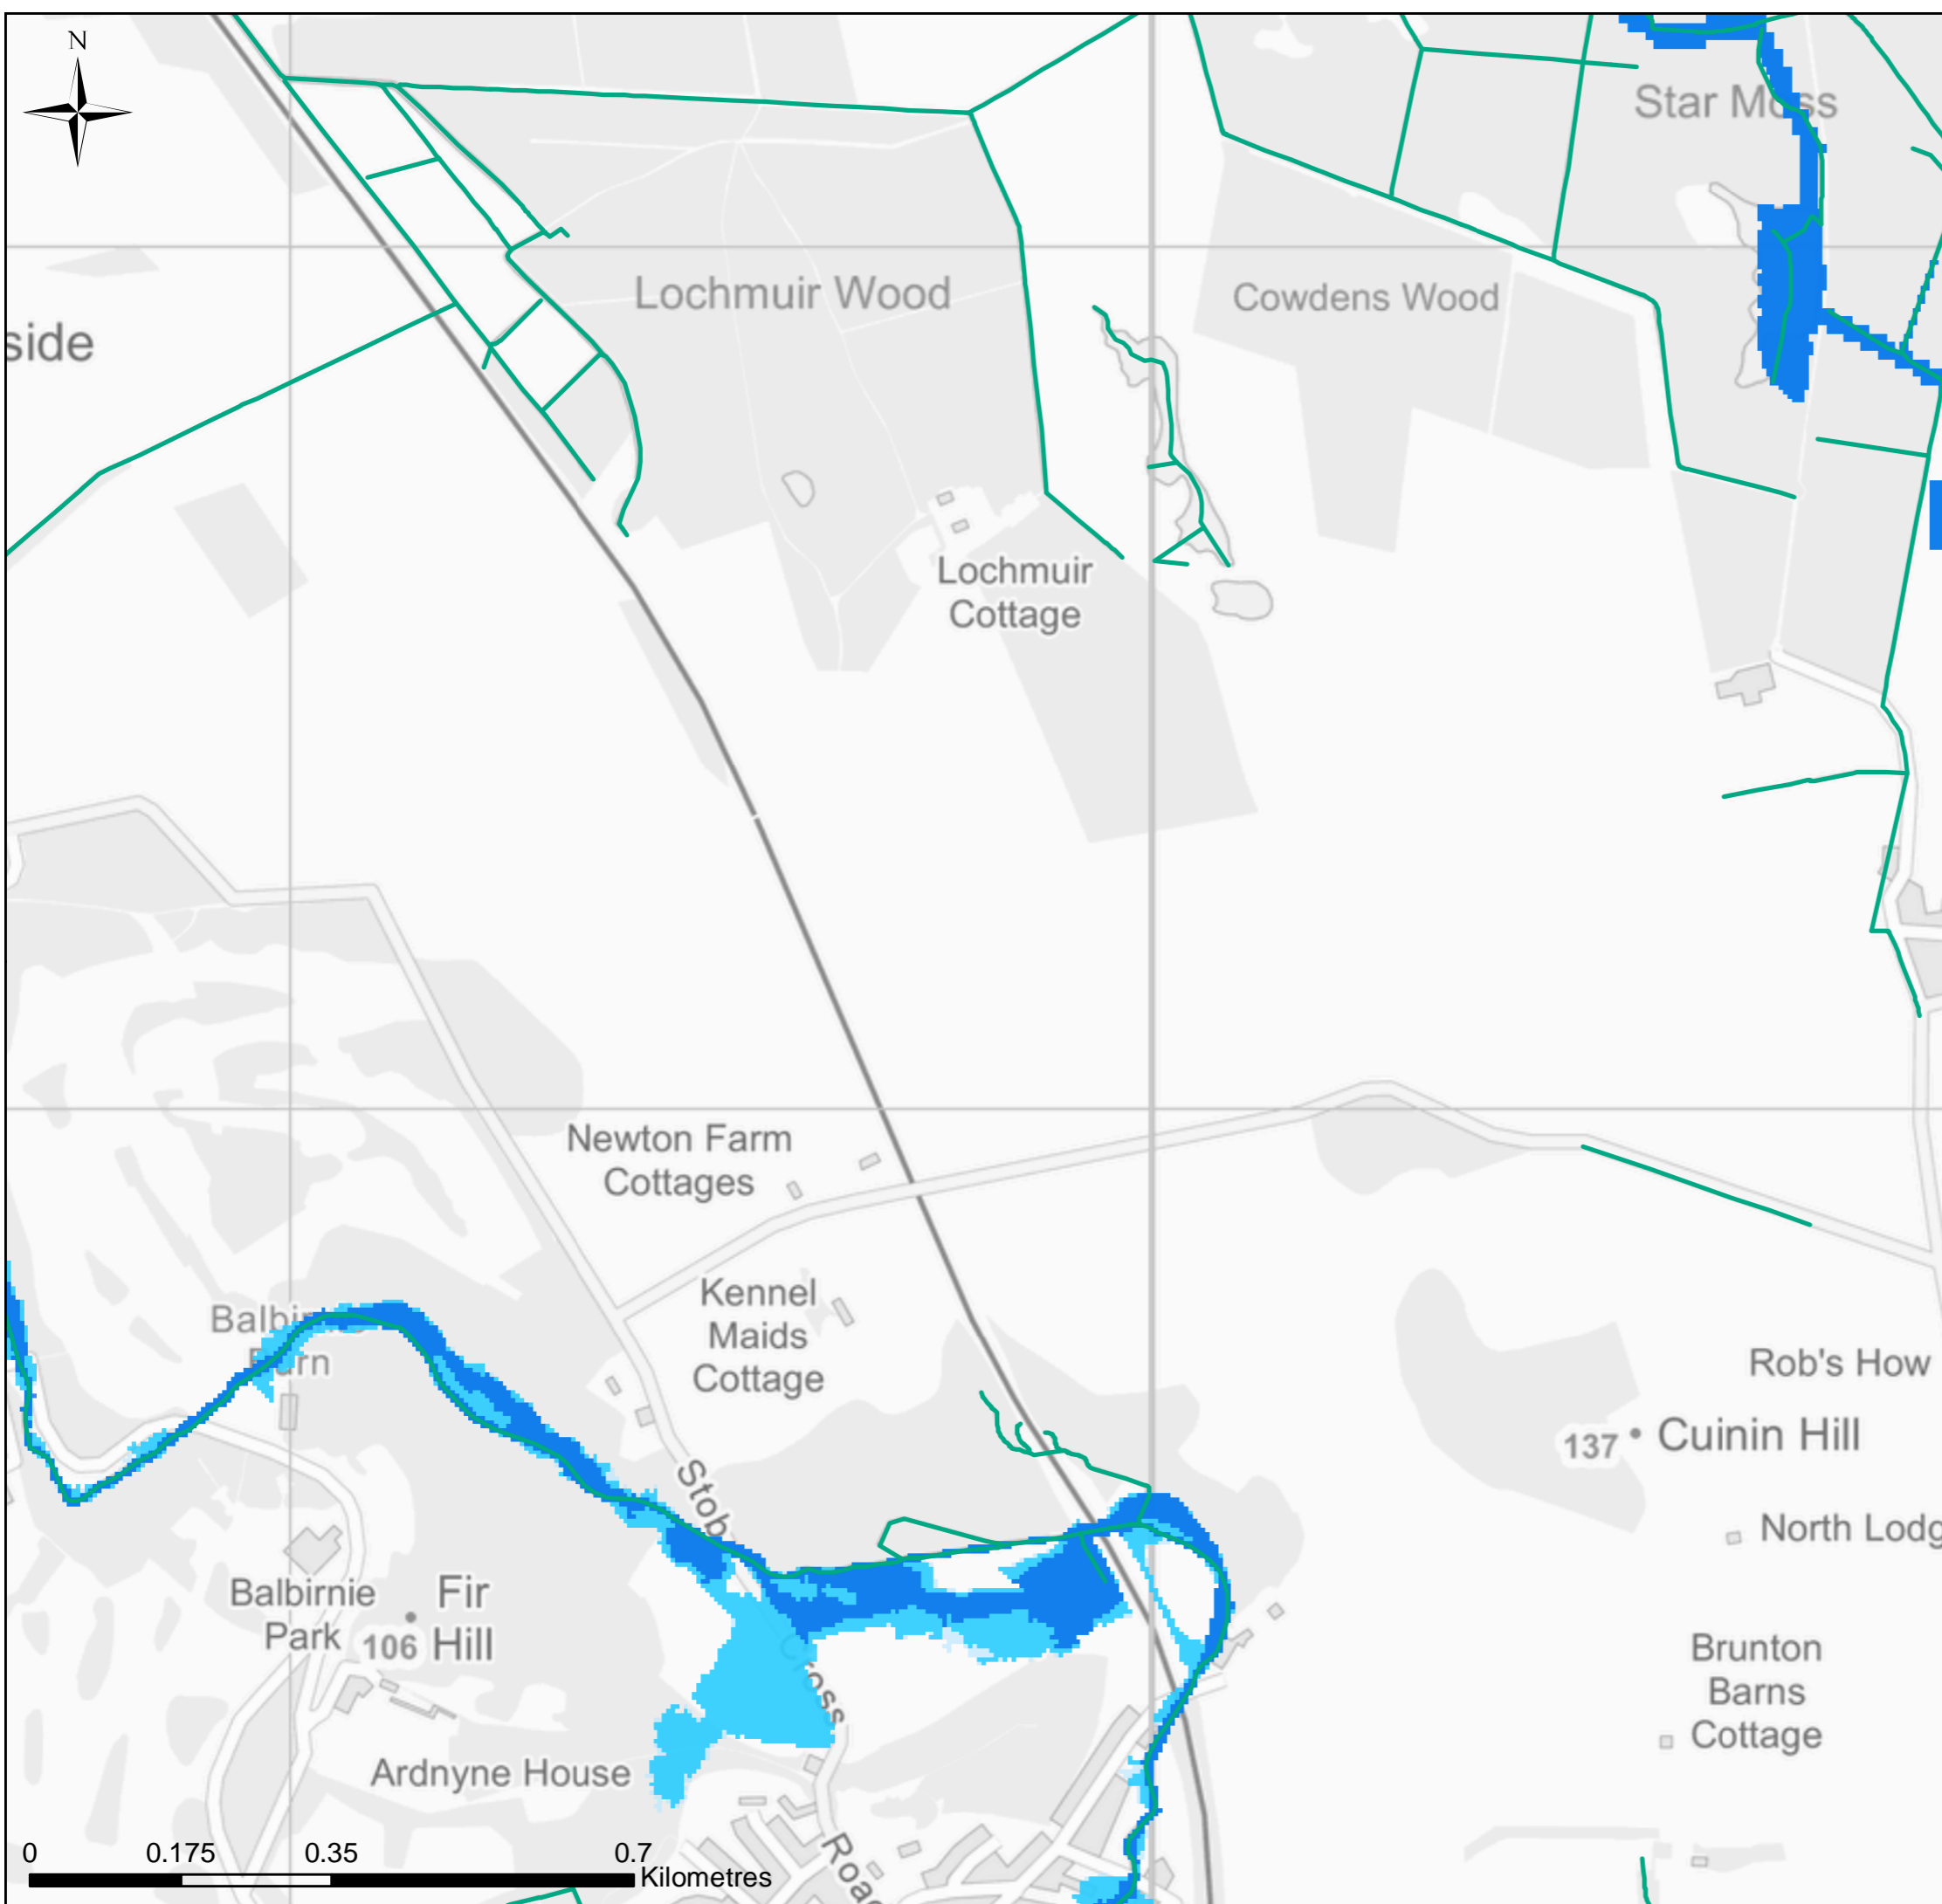 N
Star Moss
Lochmuir Wood
Cowdens Wood
side
Lochmuir
Cottage
Newton Farm
Cottages
Kennel
Maids
Cottage
Rob's How
137
Cuinin Hill
Stob
North Lodg
Balbirnie
Park
Fir
106 Hill
Cross
Brunton
Barns
Cottage
Ardnyne House
0 0.175 0.35 0.7
Kilometres
Road